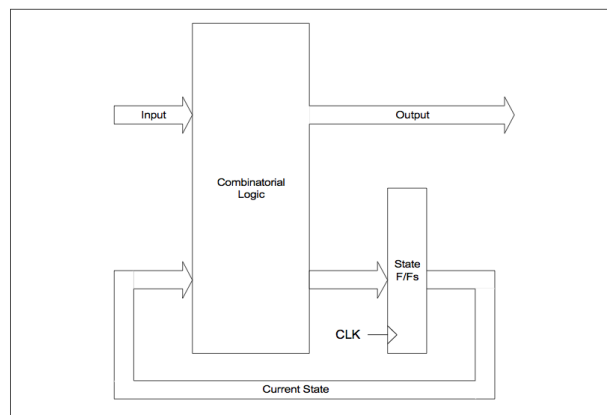 Input
Output
Combinatorial
Logic
State
F/Fs
CLK
Current State